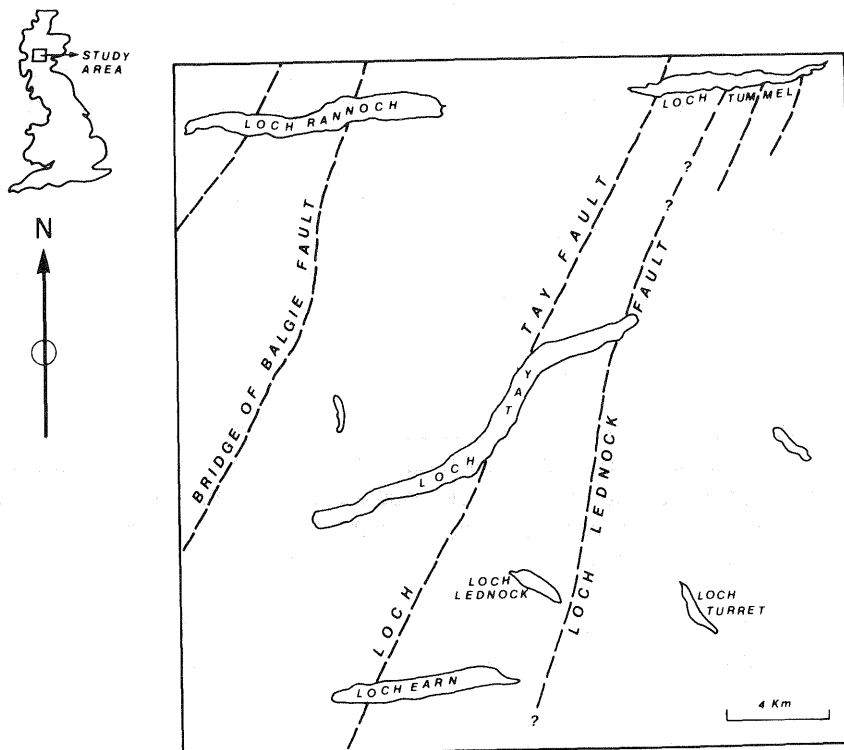 STUDY
AREA
N
LOCH RANNOCH
LOCH TUMMEL
?
?
BRIDGE OF BALGIE FAULT
LOCH TAY FAULT
LOCH TAY
LOCH LEDNOCK FAULT
LOCH
LEDNOCK
LOCH
TURRET
LOCH EARN
?
4 Km